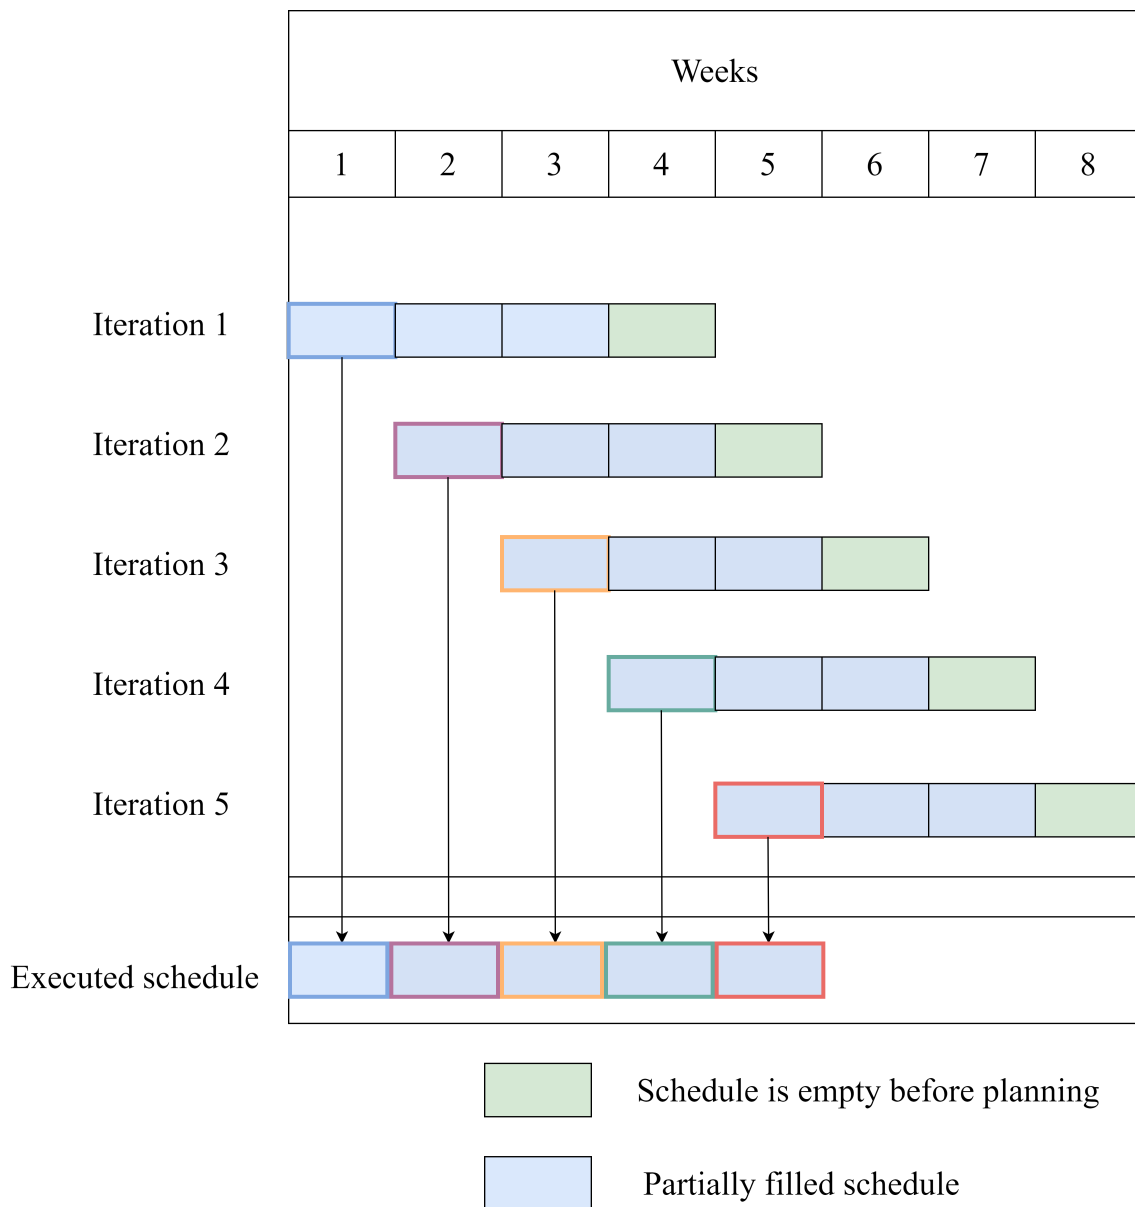 Weeks
1 2 3 4 5 6 7 8
Iteration 1
Iteration 2
Iteration 3
Iteration 4
Iteration 5
Executed schedule
Schedule is empty before planning
Partially filled schedule